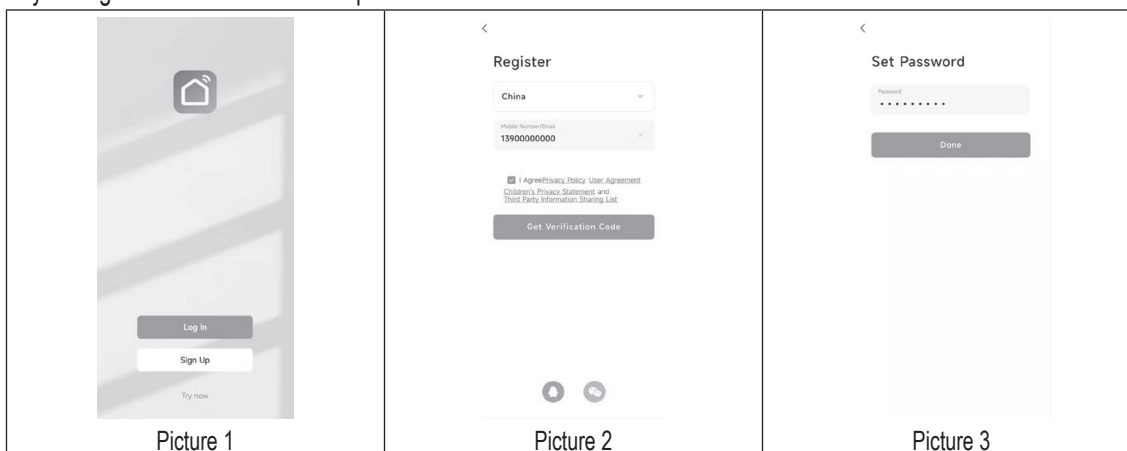 Register
China
Mobile Number/Email
13900000000
I AgreePrivacy Policy User Agreement
Children's Privacy Statement and
Third Party Information Sharing List
Get Verification Code
Set Password
Password
Done
Log In
Sign Up
Try now
Picture 1
Picture 2
Picture 3